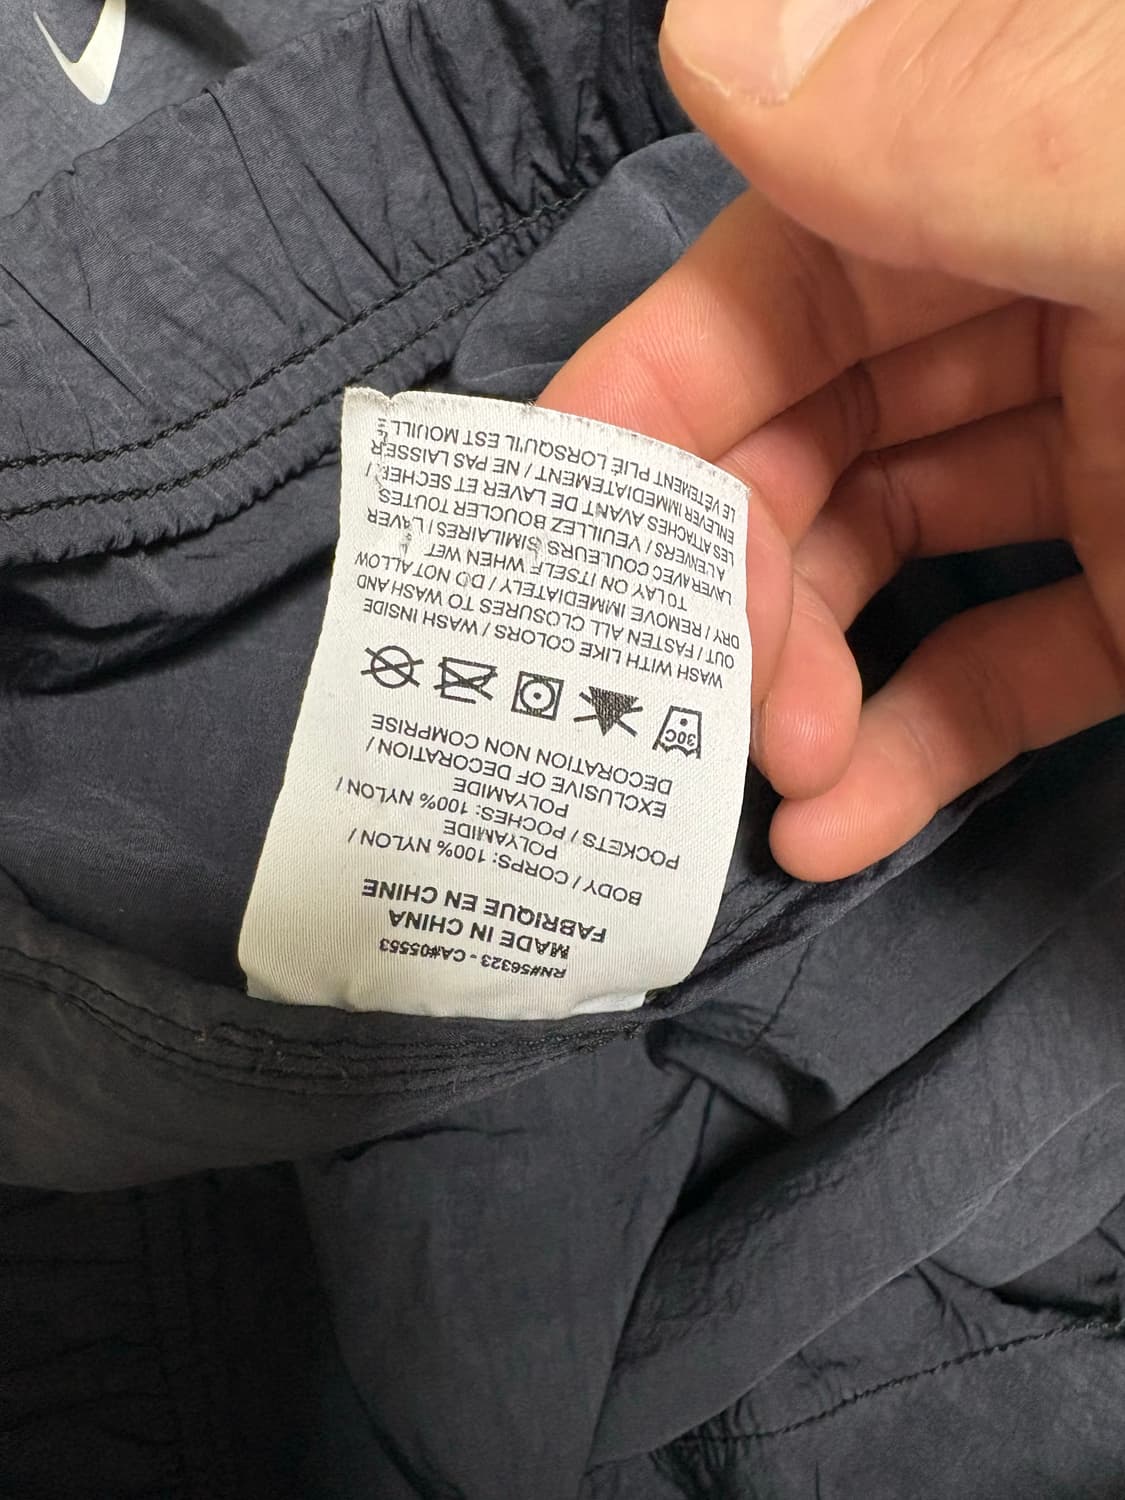 RN#56323 - CA#05553
MADE IN CHINA
FABRIQUE EN CHINE
BODY / CORPS: 100% NYLON /
POLYAMIDE
POCKETS / POCHES: 100% NYLON /
POLYAMIDE
EXCLUSIVE OF DECORATION /
DECORATION NON COMPRISE
30C
WASH WITH LIKE COLORS / WASH INSIDE
OUT / FASTEN ALL CLOSURES TO WASH AND
DRY / REMOVE IMMEDIATELY / DO NOT ALLOW
TO LAY ON ITSELF WHEN WET
LAVER AVEC COULEURS SIMILAIRES / LAVER
A L'ENVERS / VEUILLEZ BOUCLER TOUTES
LES ATTACHES AVANT DE LAVER ET SECHER /
ENLEVER IMMEDIATEMENT / NE PAS LAISSER
LE VÊTEMENT PLIÉ LORSQU'IL EST MOUILLE